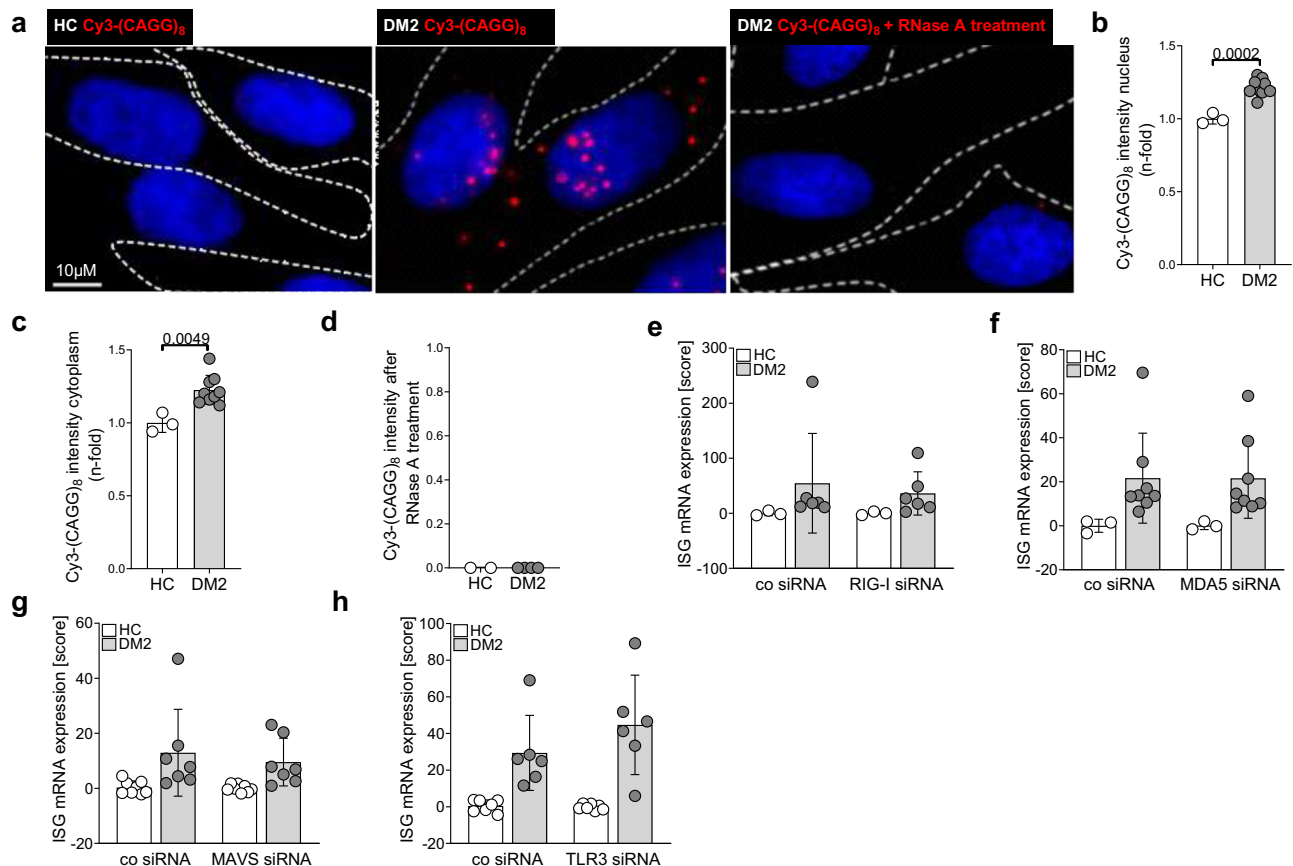 a
HC Cy3-(CAGG)8
DM2 Cy3-(CAGG)8
DM2 Cy3-(CAGG)8 + RNase A treatment
10µM
b
Cy3-(CAGG)8 intensity nucleus
(n-fold)
1.5
1.0
0.5
0.0
0.0002
HC
DM2
c
Cy3-(CAGG)8 intensity cytoplasm
(n-fold)
1.5
1.0
0.5
0.0
0.0049
HC
DM2
d
Cy3-(CAGG)8 intensity after
RNase A treatment
1.0
0.8
0.6
0.4
0.2
0.0
HC
DM2
e
ISG mRNA expression [score]
300
200
100
0
-100
HC
DM2
co siRNA
RIG-I siRNA
f
ISG mRNA expression [score]
80
60
40
20
0
-20
HC
DM2
co siRNA
MDA5 siRNA
g
ISG mRNA expression [score]
60
40
20
0
-20
HC
DM2
co siRNA
MAVS siRNA
h
ISG mRNA expression [score]
100
80
60
40
20
0
-20
HC
DM2
co siRNA
TLR3 siRNA